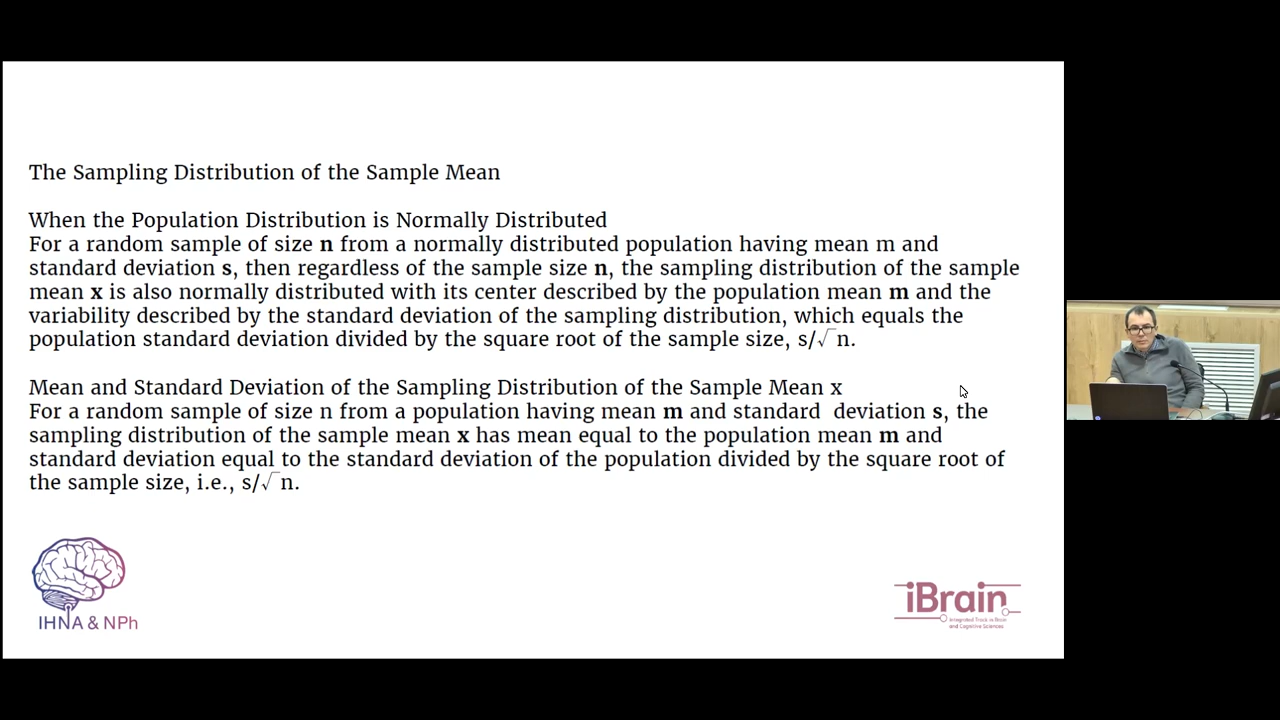 The Sampling Distribution of the Sample Mean
When the Population Distribution is Normally Distributed
For a random sample of size n from a normally distributed population having mean m and
standard deviation s, then regardless of the sample size n, the sampling distribution of the sample
mean x is also normally distributed with its center described by the population mean m and the
variability described by the standard deviation of the sampling distribution, which equals the
population standard deviation divided by the square root of the sample size, s/√ n.
Mean and Standard Deviation of the Sampling Distribution of the Sample Mean x
For a random sample of size n from a population having mean m and standard deviation s, the
sampling distribution of the sample mean x has mean equal to the population mean m and
standard deviation equal to the standard deviation of the population divided by the square root of
the sample size, i.e., s/√ n.
IHNA & NPh
iBrain
Integrated Track in Brain
and Cognitive Sciences